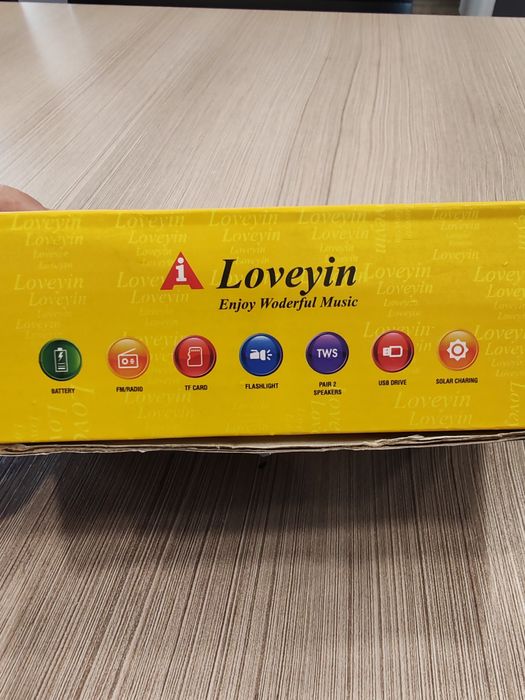 i Loveyin
Enjoy Woderful Music
TWS
BATTERY
FM/RADIO
TF CARD
FLASHLIGHT
PAIR 2
SPEAKERS
USB DRIVE
SOLAR CHARING